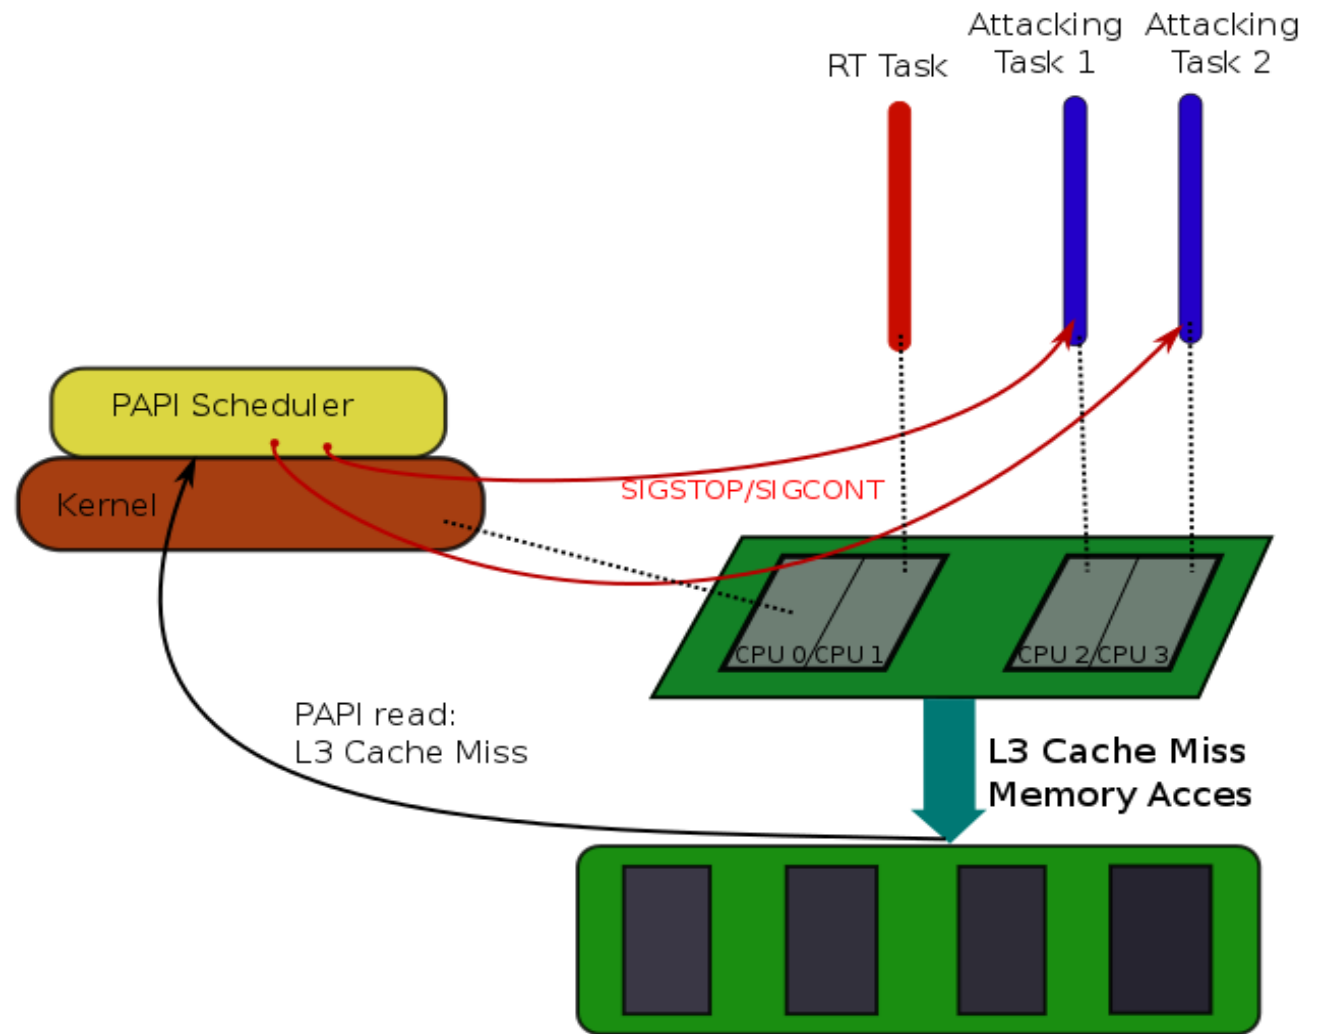 Attacking Attacking
RT Task Task 1 Task 2
PAPI Scheduler
Kernel
SIGSTOP/SIGCONT
CPU 0 CPU 1 CPU 2 CPU 3
PAPI read:
L3 Cache Miss
L3 Cache Miss
Memory Acces